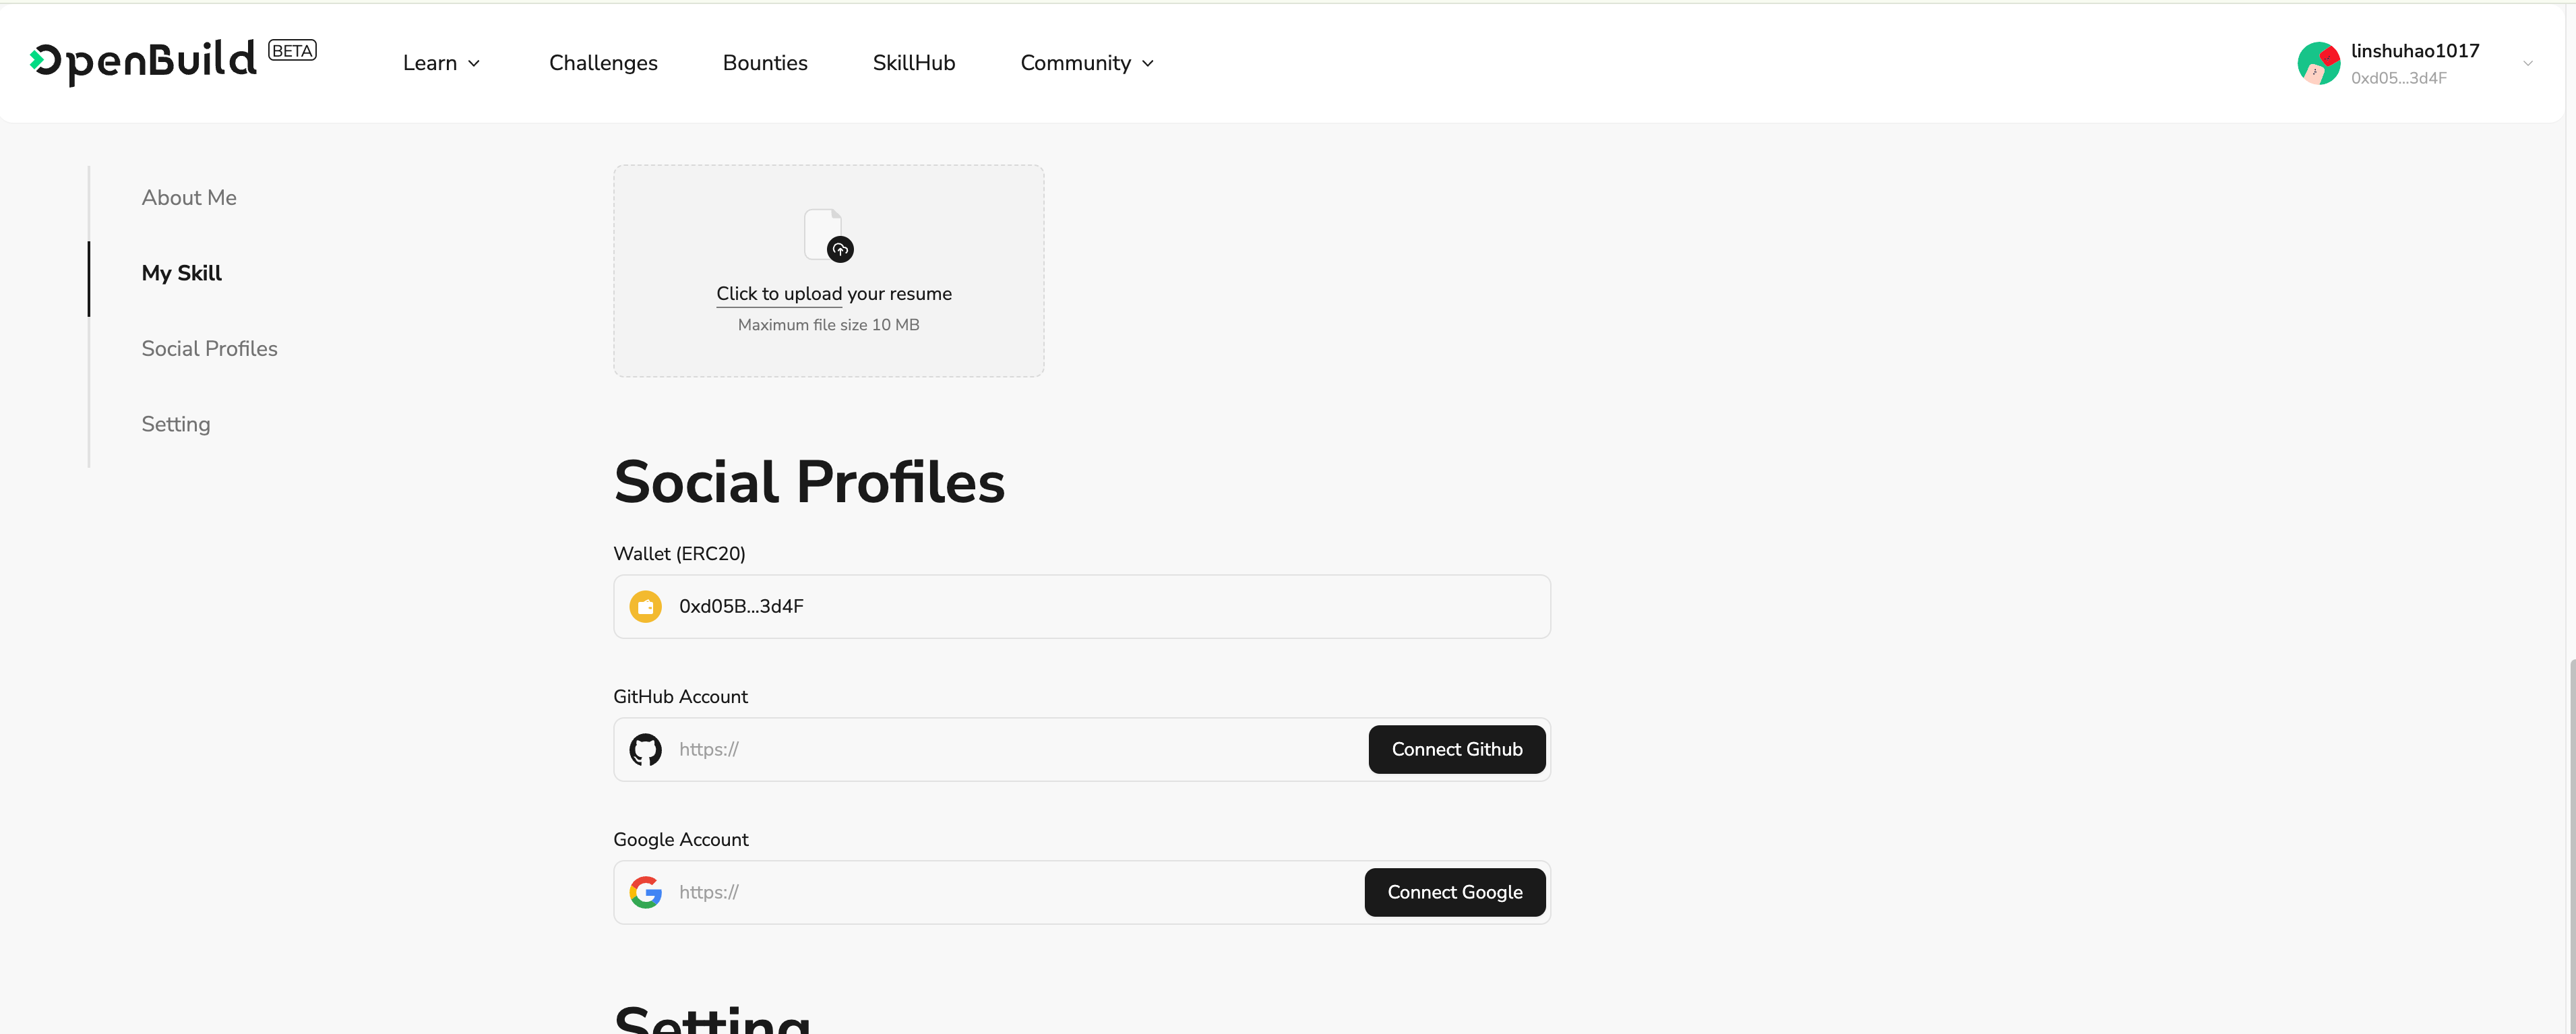 OpenBuild BETA
Learn
Challenges
Bounties
SkillHub
Community
linshuhao1017
0xd05...3d4F
About Me
My Skill
Social Profiles
Setting
Click to upload your resume
Maximum file size 10 MB
Social Profiles
Wallet (ERC20)
0xd05B...3d4F
GitHub Account
https://
Connect Github
Google Account
https://
Connect Google
Setting